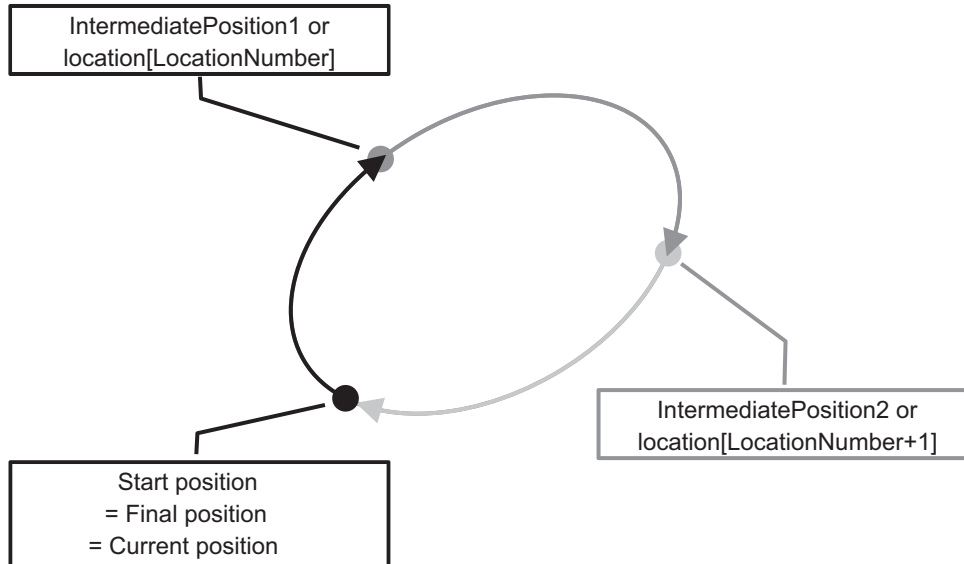 IntermediatePosition1 or
location[LocationNumber]
IntermediatePosition2 or
location[LocationNumber+1]
Start position
= Final position
= Current position